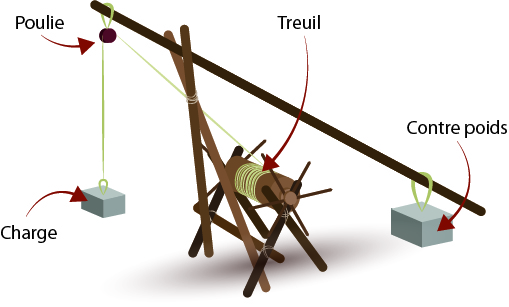 Poulie
Treuil
Contre poids
Charge